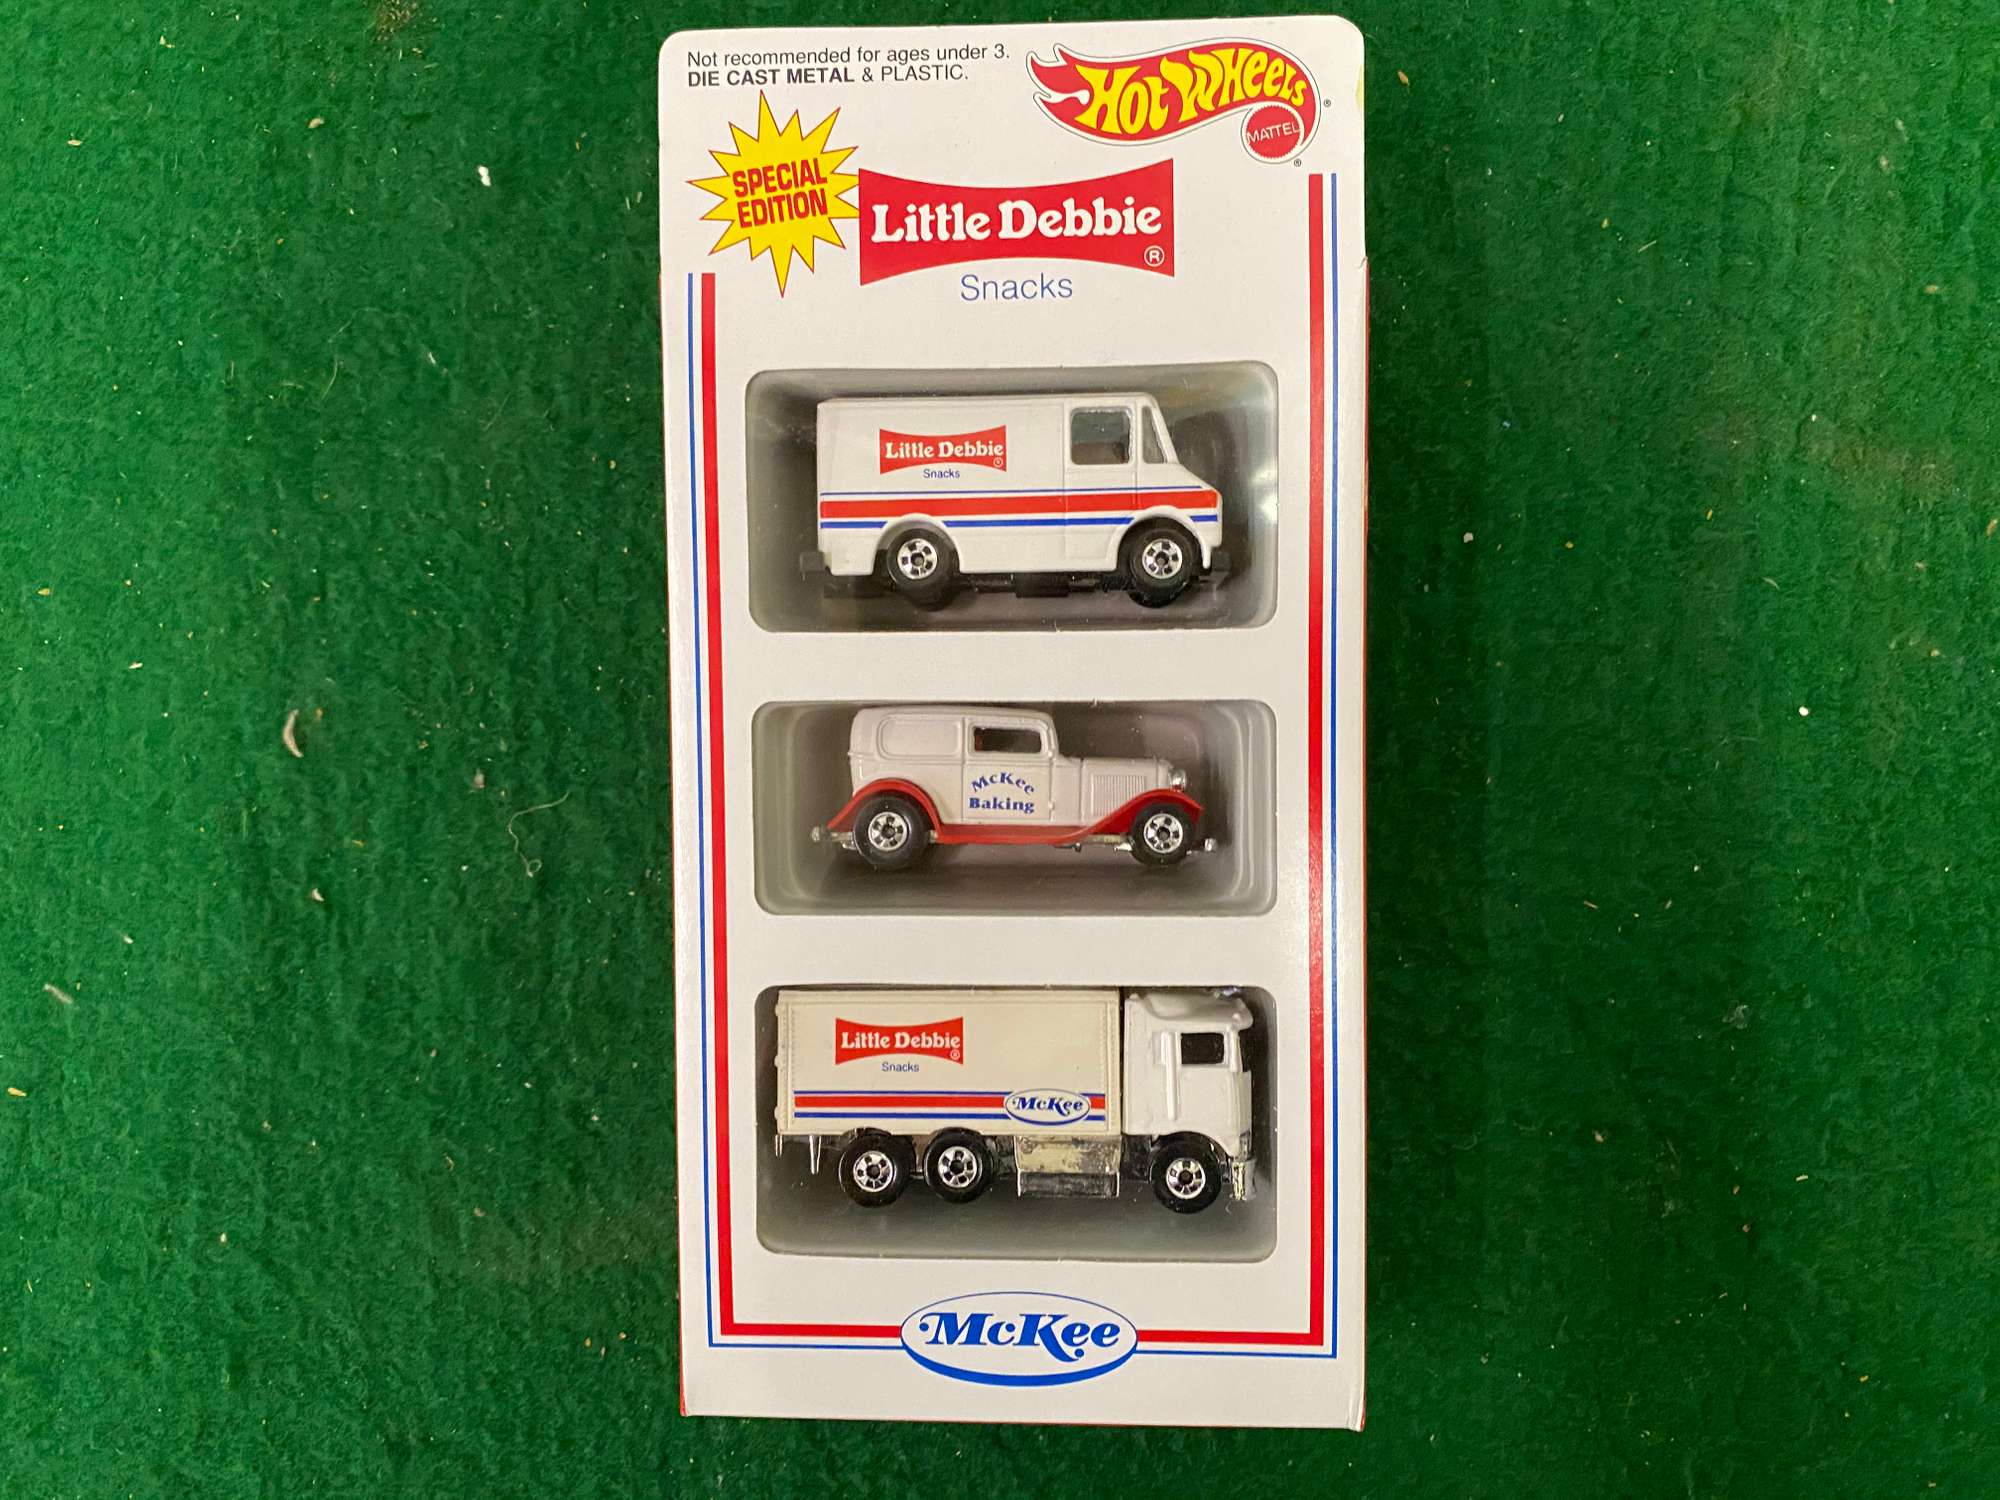 Not recommended for ages under 3.
DIE CAST METAL & PLASTIC.
HOT WHEELS ®
MATTEL ®
SPECIAL
EDITION
Little Debbie ®
Snacks
Little Debbie ®
Snacks
McKee
Baking
Little Debbie ®
Snacks
McKee
McKee